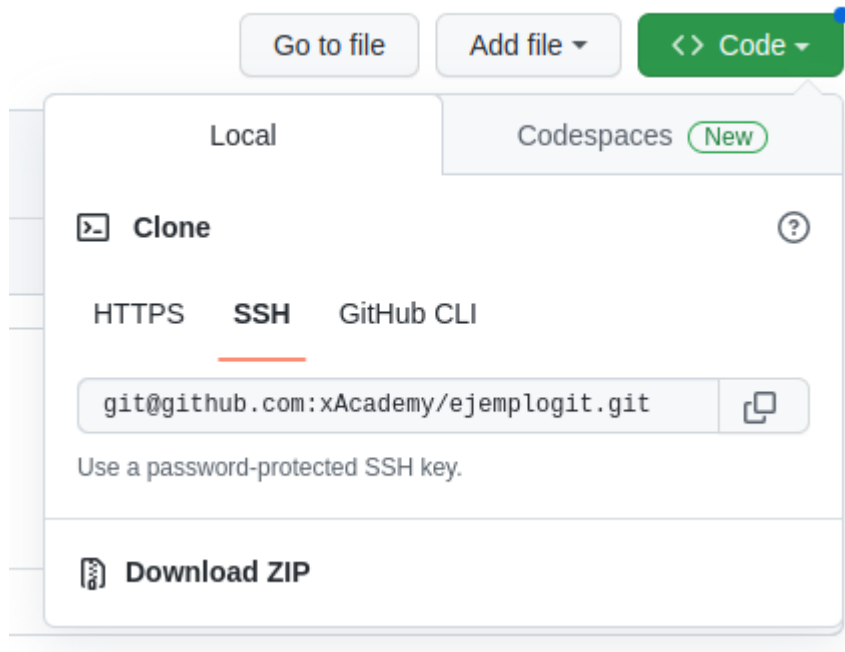 Go to file Add file Code
Local Codespaces New
Clone
HTTPS SSH GitHub CLI
git@github.com:xAcademy/ejemplogit.git
Use a password-protected SSH key.
Download ZIP